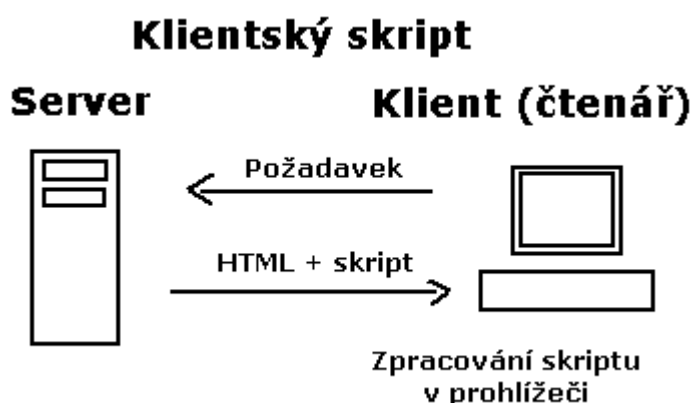 Klientský skript
Server
Klient (čtenář)
Požadavek
HTML + skript
Zpracování skriptu
v prohlížeči